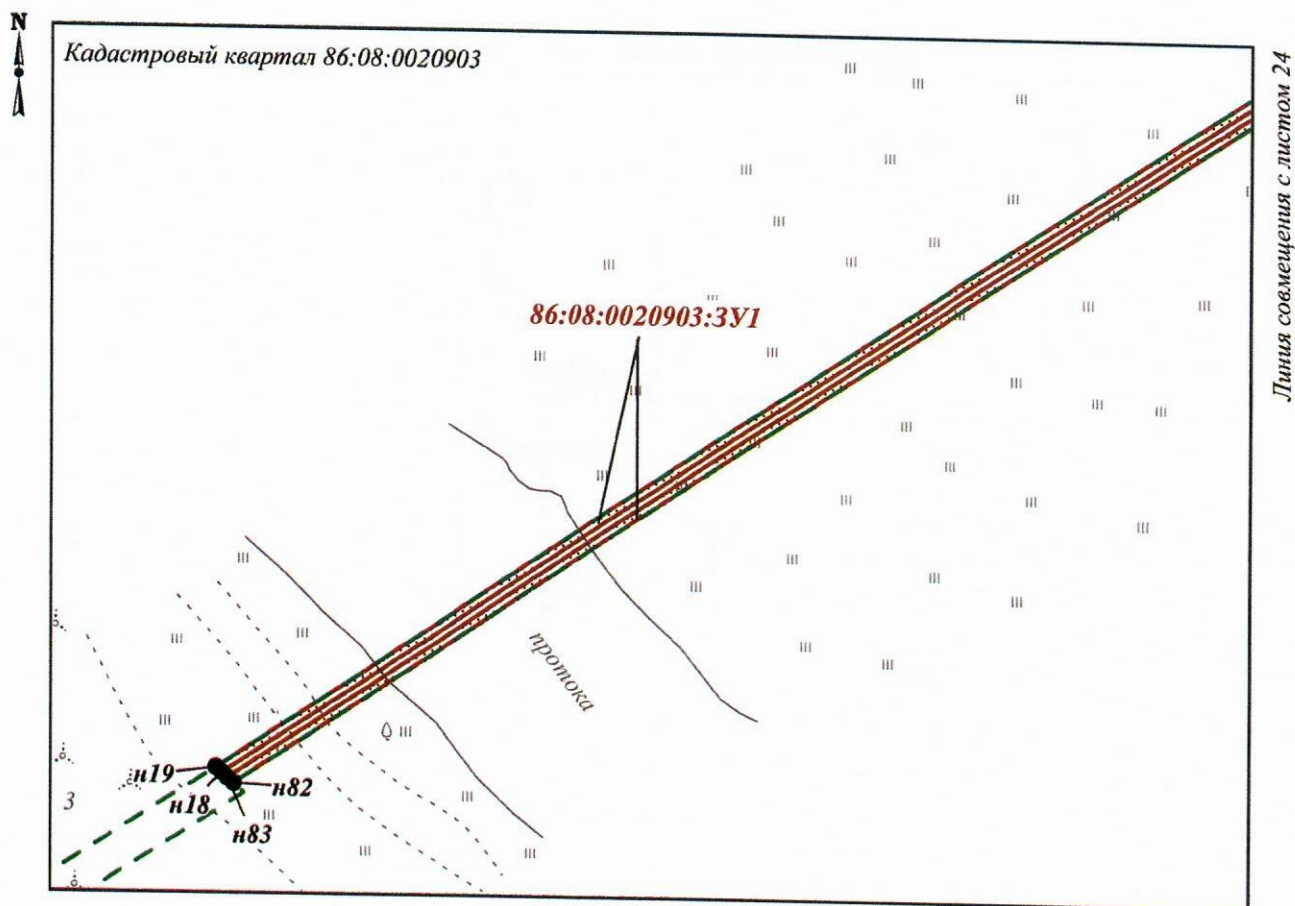 N
Кадастровый квартал 86:08:0020903
Линия совмещения с листом 24
86:08:0020903:ЗУ1
протока
н19
н18
н82
н83
3